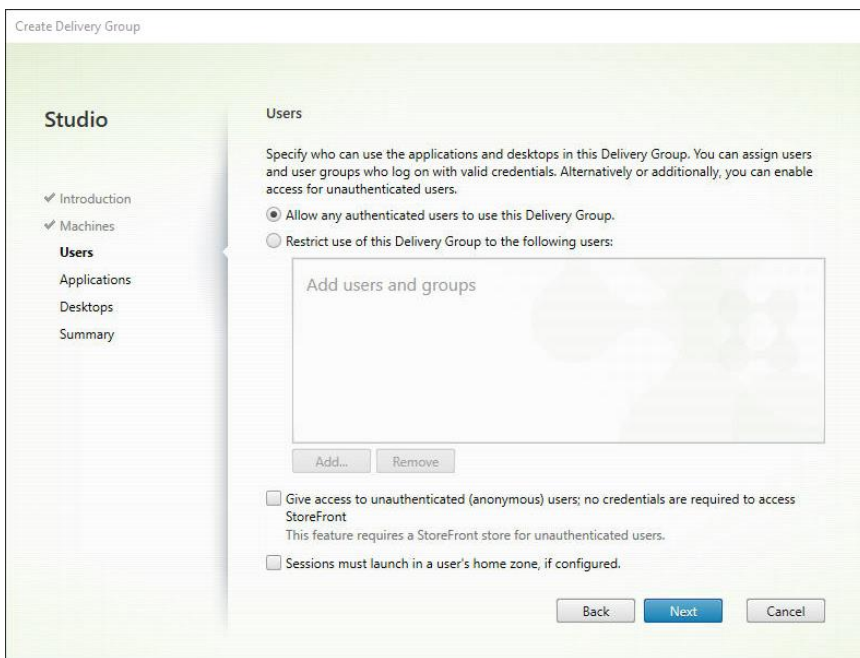 Create Delivery Group
Studio
Introduction
Machines
Users
Applications
Desktops
Summary
Users
Specify who can use the applications and desktops in this Delivery Group. You can assign users
and user groups who log on with valid credentials. Alternatively or additionally, you can enable
access for unauthenticated users.
Allow any authenticated users to use this Delivery Group.
Restrict use of this Delivery Group to the following users:
Add users and groups
Add... Remove
Give access to unauthenticated (anonymous) users; no credentials are required to access
StoreFront
This feature requires a StoreFront store for unauthenticated users.
Sessions must launch in a user's home zone, if configured.
Back Next Cancel